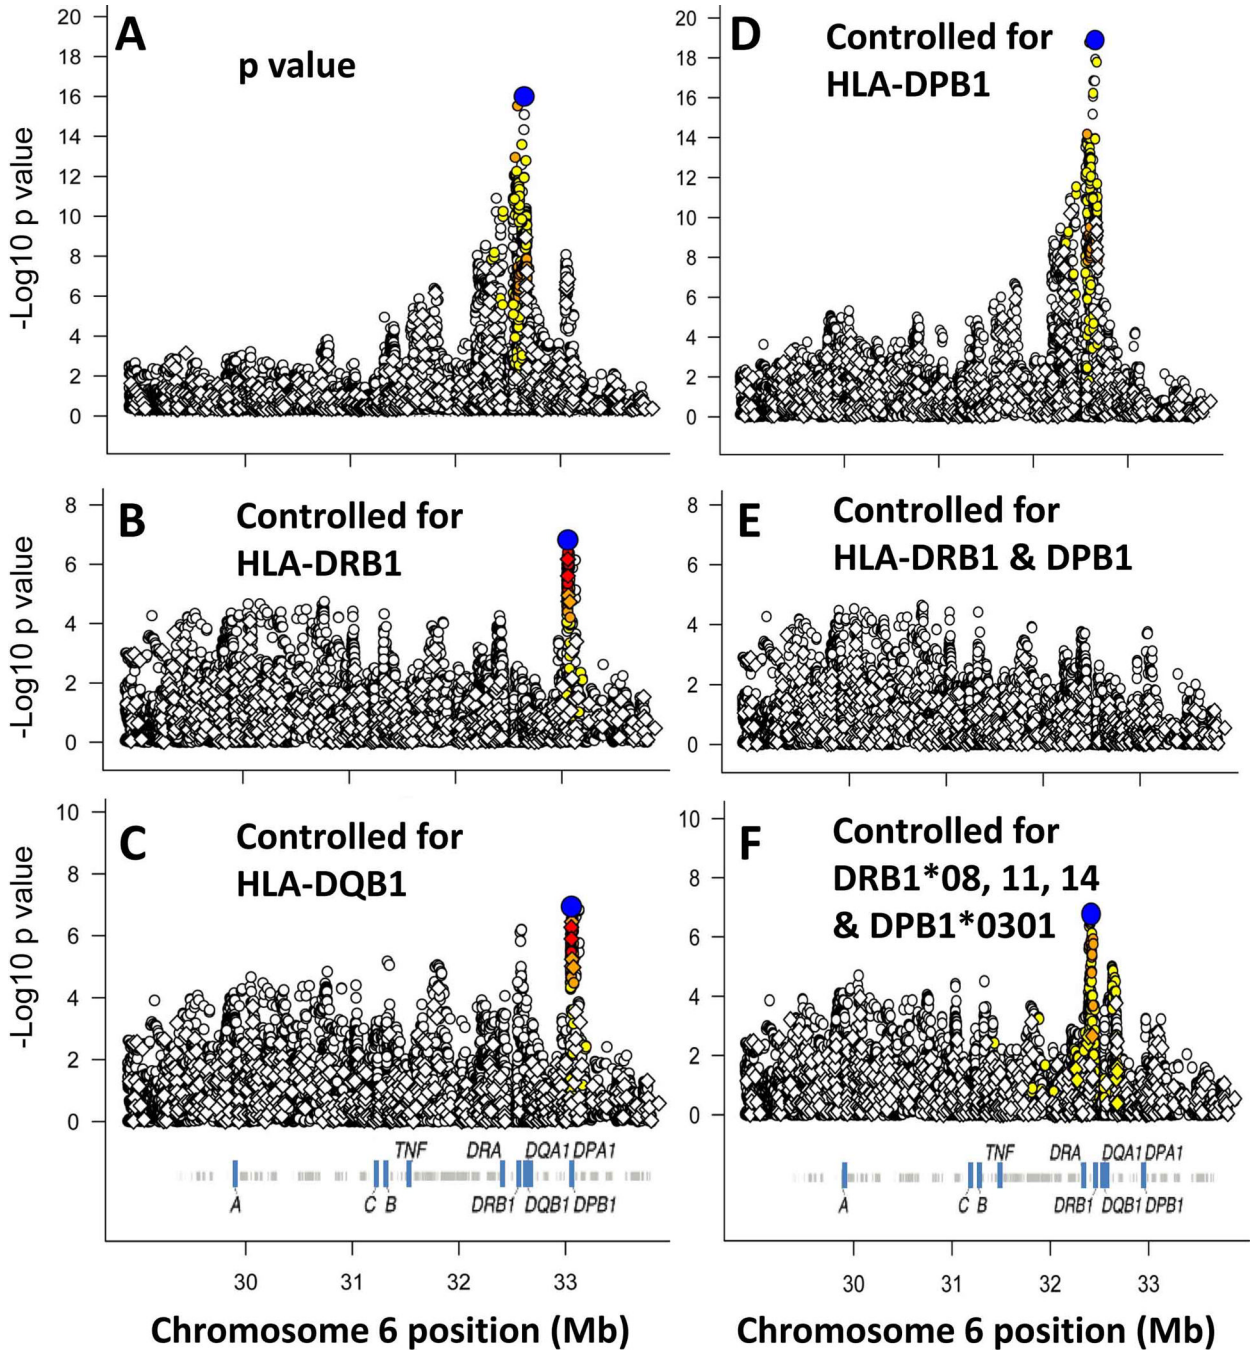 A
p value
-Log10 p value
20
18
16
14
12
10
8
6
4
2
0
B
Controlled for
HLA-DRB1
-Log10 p value
8
6
4
2
0
C
Controlled for
HLA-DQB1
-Log10 p value
10
8
6
4
2
0
TNF DRA DQA1 DPA1
A C B DRB1 DQB1 DPB1
30 31 32 33
Chromosome 6 position (Mb)
D
Controlled for
HLA-DPB1
20
18
16
14
12
10
8
6
4
2
0
E
Controlled for
HLA-DRB1 & DPB1
8
6
4
2
0
F
Controlled for
DRB1*08, 11, 14
& DPB1*0301
10
8
6
4
2
0
TNF DRA DQA1 DPA1
A C B DRB1 DQB1 DPB1
30 31 32 33
Chromosome 6 position (Mb)